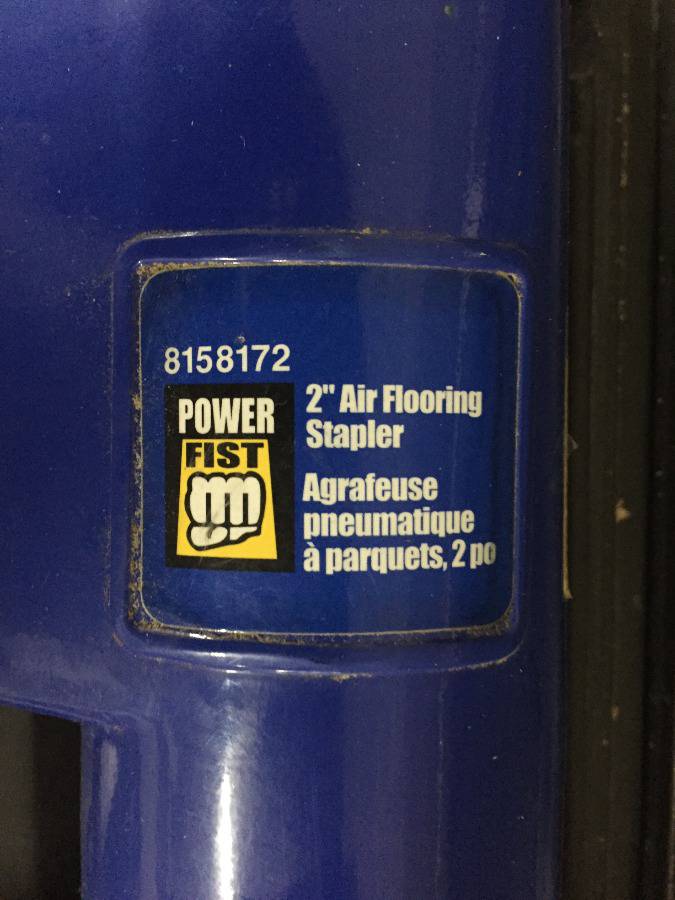 8158172
POWER
FIST
2" Air Flooring
Stapler
Agrafeuse
pneumatique
à parquets, 2 po